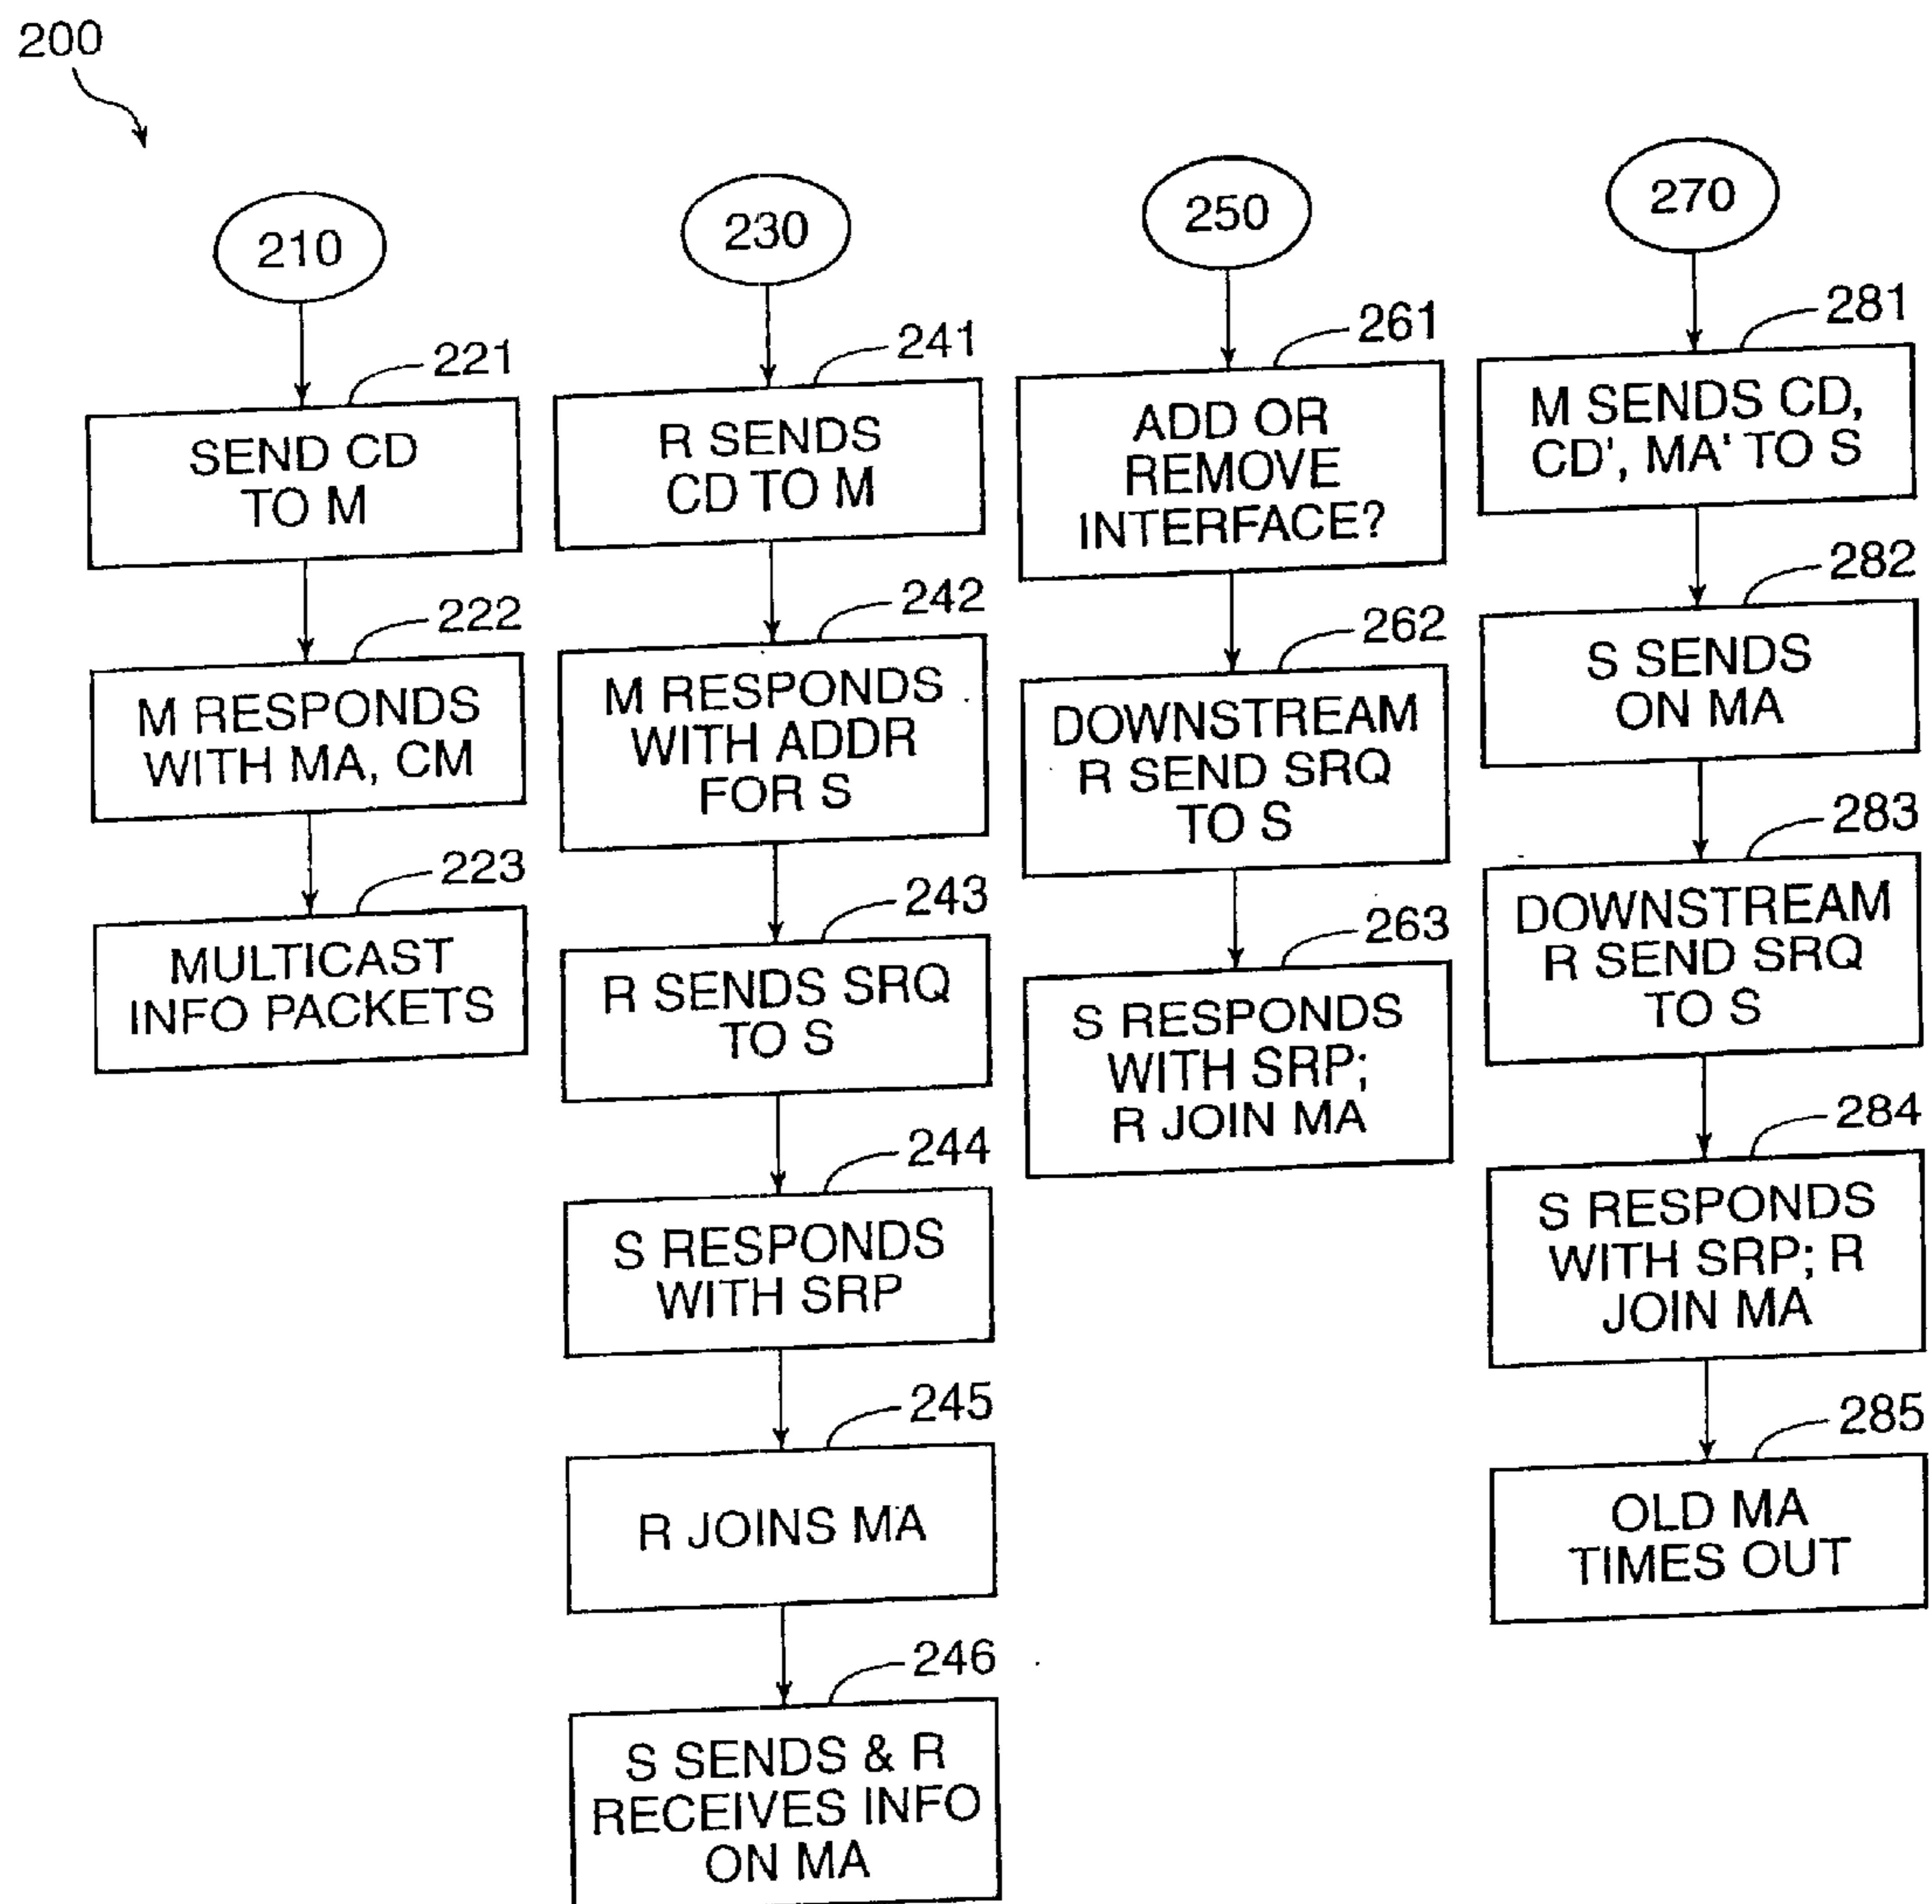 200
210
221
SEND CD
TO M
222
M RESPONDS
WITH MA, CM
223
MULTICAST
INFO PACKETS
230
241
R SENDS
CD TO M
242
M RESPONDS
WITH ADDR
FOR S
243
R SENDS SRQ
TO S
244
S RESPONDS
WITH SRP
245
R JOINS MA
246
S SENDS & R
RECEIVES INFO
ON MA
250
261
ADD OR
REMOVE
INTERFACE?
262
DOWNSTREAM
R SEND SRQ
TO S
263
S RESPONDS
WITH SRP;
R JOIN MA
270
281
M SENDS CD,
CD', MA' TO S
282
S SENDS
ON MA
283
DOWNSTREAM
R SEND SRQ
TO S
284
S RESPONDS
WITH SRP; R
JOIN MA
285
OLD MA
TIMES OUT